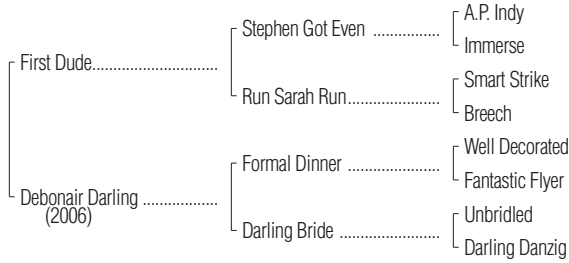 A.P. Indy
Stephen Got Even ................
Immerse
First Dude..............................
Smart Strike
Run Sarah Run......................
Breech
Well Decorated
Formal Dinner ......................
Fantastic Flyer
Debonair Darling ..................
(2006)
Unbridled
Darling Bride ........................
Darling Danzig